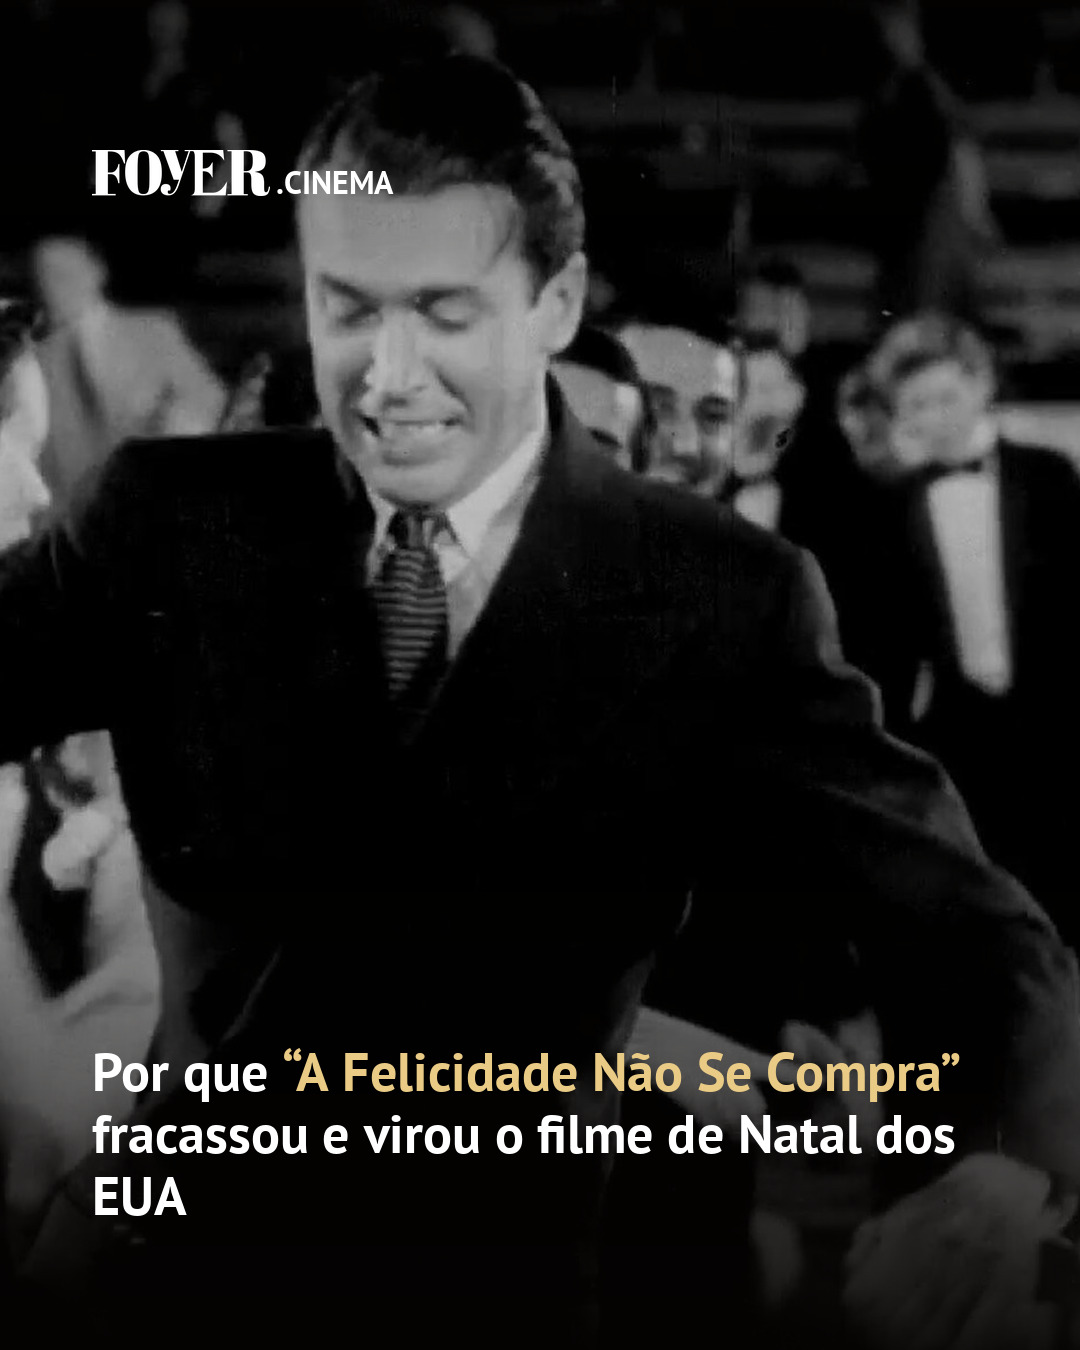 FOYER.CINEMA
Por que “A Felicidade Não Se Compra”
fracassou e virou o filme de Natal dos
EUA